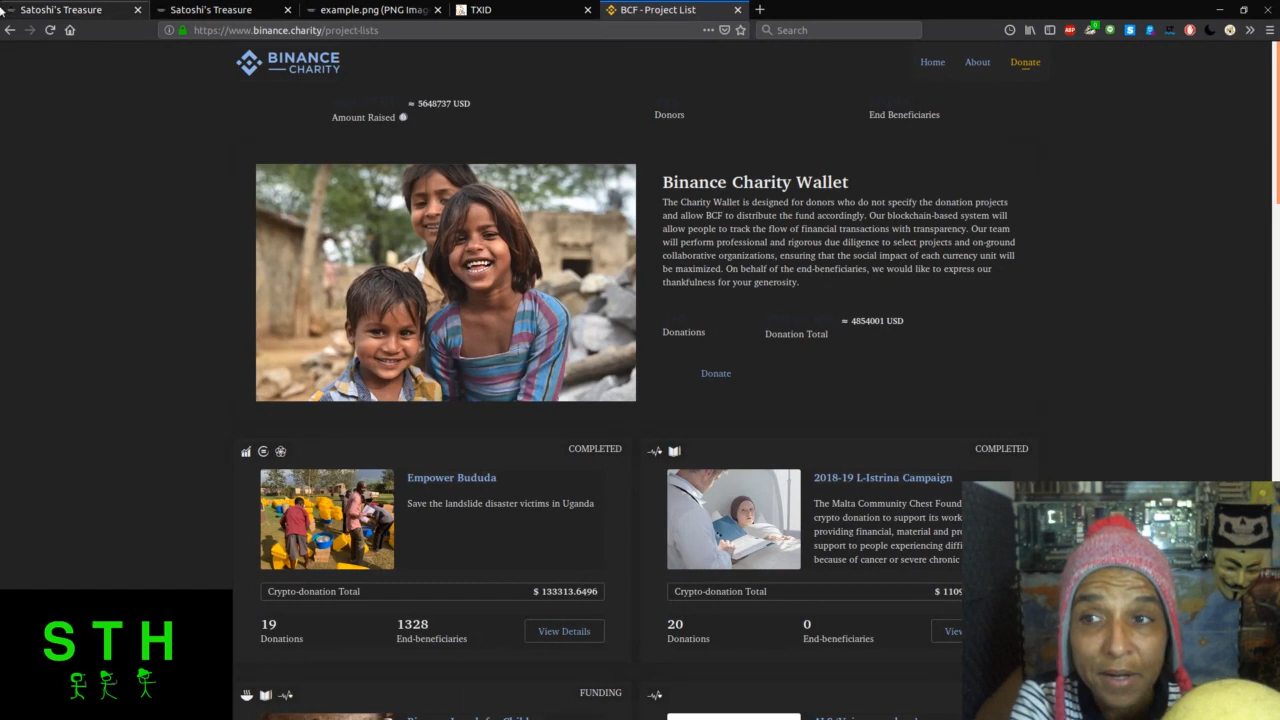 Satoshi's Treasure
Satoshi's Treasure
example.png (PNG Imag
TXID
BCF - Project List
https://www.binance.charity/project-lists
Search
ABP
0
BINANCE
CHARITY
Home
About
Donate
≈ 5648737 USD
Amount Raised
Donors
End Beneficiaries
Binance Charity Wallet
The Charity Wallet is designed for donors who do not specify the donation projects
and allow BCF to distribute the fund accordingly. Our blockchain-based system will
allow people to track the flow of financial transactions with transparency. Our team
will perform professional and rigorous due diligence to select projects and on-ground
collaborative organizations, ensuring that the social impact of each currency unit will
be maximized. On behalf of the end-beneficiaries, we would like to express our
thankfulness for your generosity.
≈ 4854001 USD
Donations
Donation Total
Donate
COMPLETED
Empower Bududa
Save the landslide disaster victims in Uganda
Crypto-donation Total
$ 133313.6496
19
Donations
1328
End-beneficiaries
View Details
COMPLETED
2018-19 L-Istrina Campaign
The Malta Community Chest Found
crypto donation to support its work
providing financial, material and pro
support to people experiencing diffi
because of cancer or severe chronic
Crypto-donation Total
$ 1109
20
Donations
0
End-beneficiaries
View
FUNDING
STH